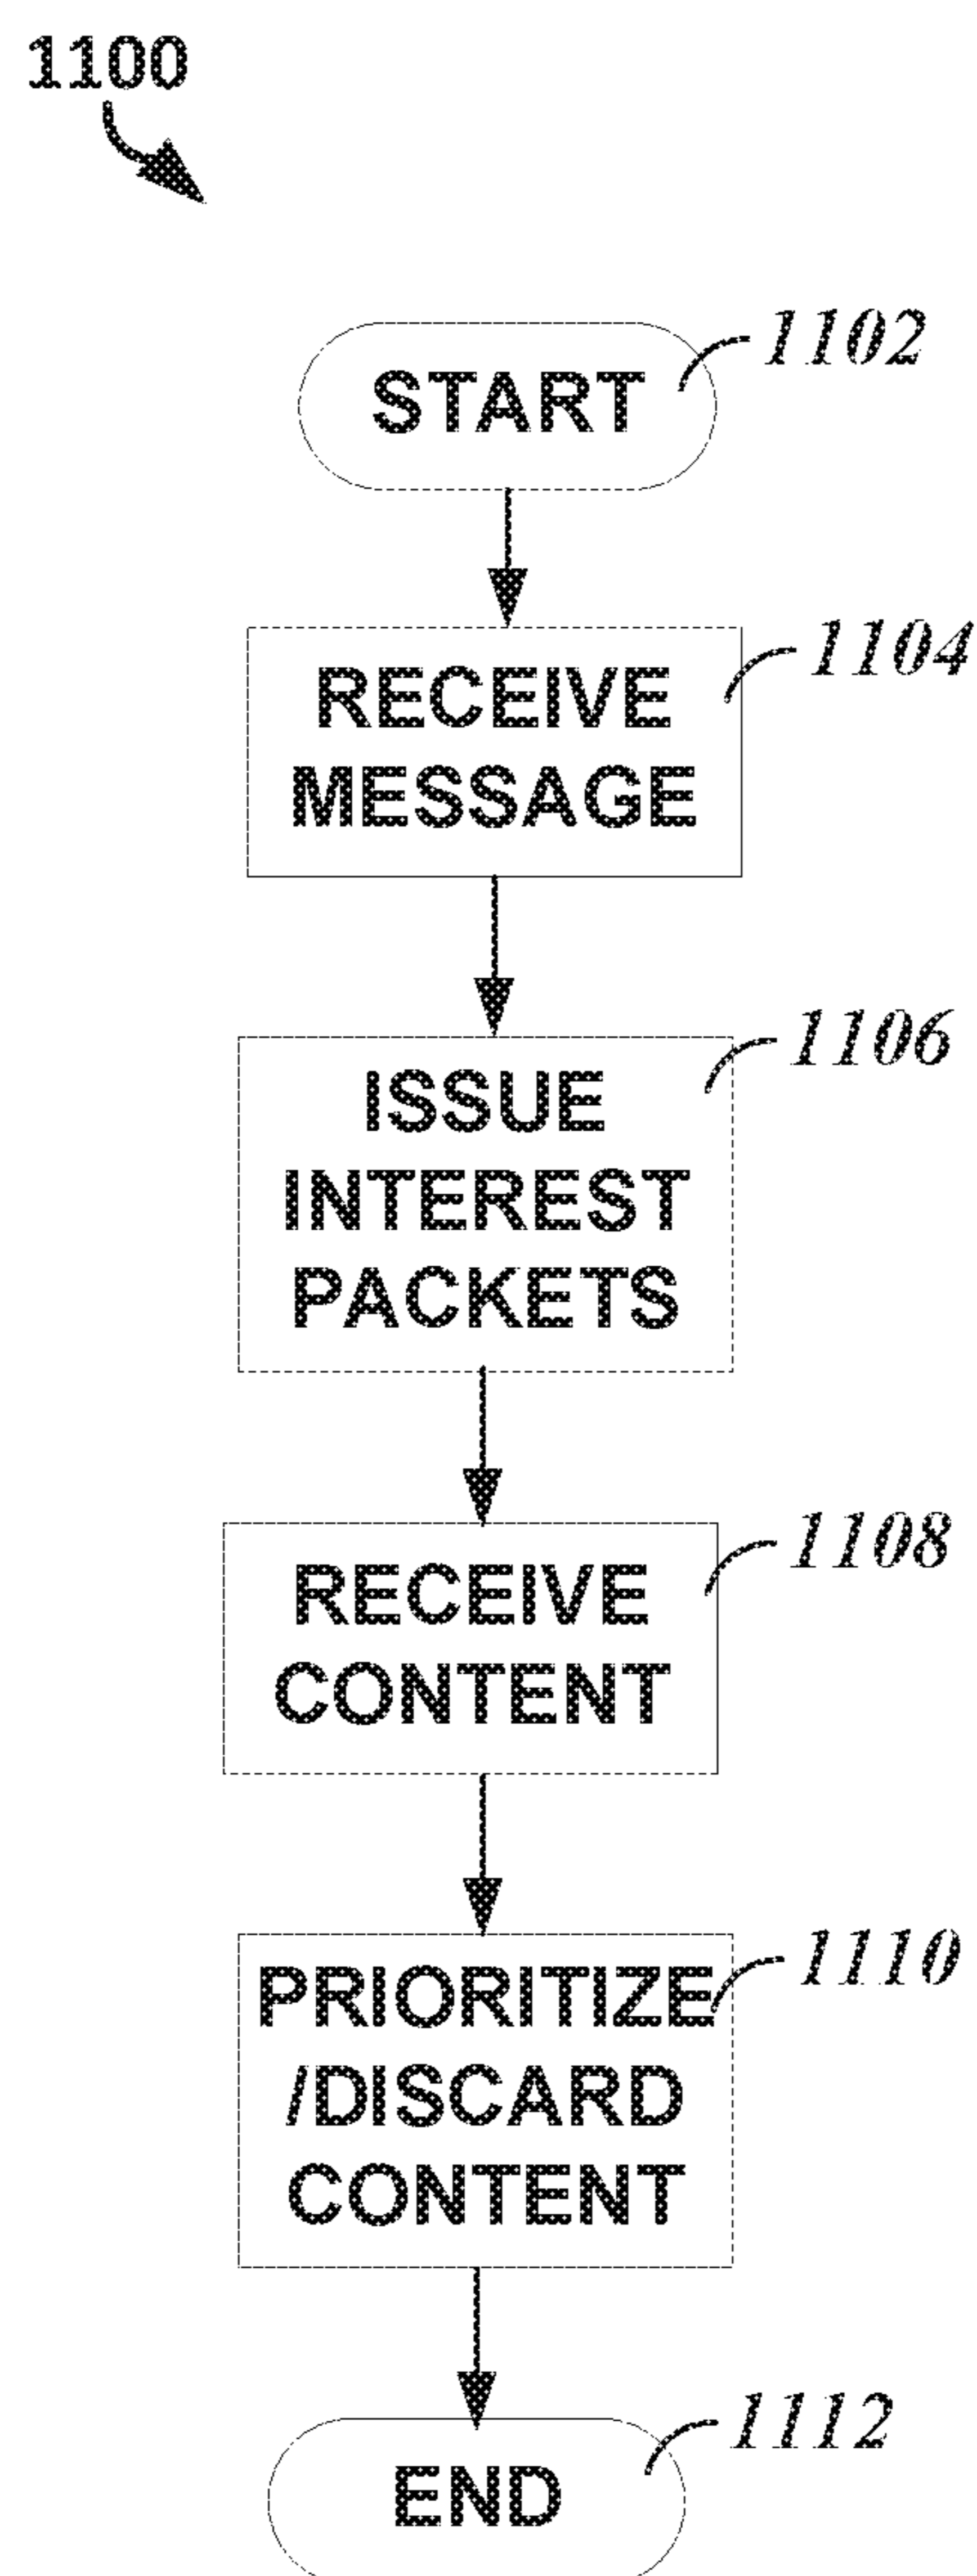 1100
1102
START
1104
RECEIVE
MESSAGE
1106
ISSUE
INTEREST
PACKETS
1108
RECEIVE
CONTENT
1110
PRIORITIZE
/DISCARD
CONTENT
1112
END